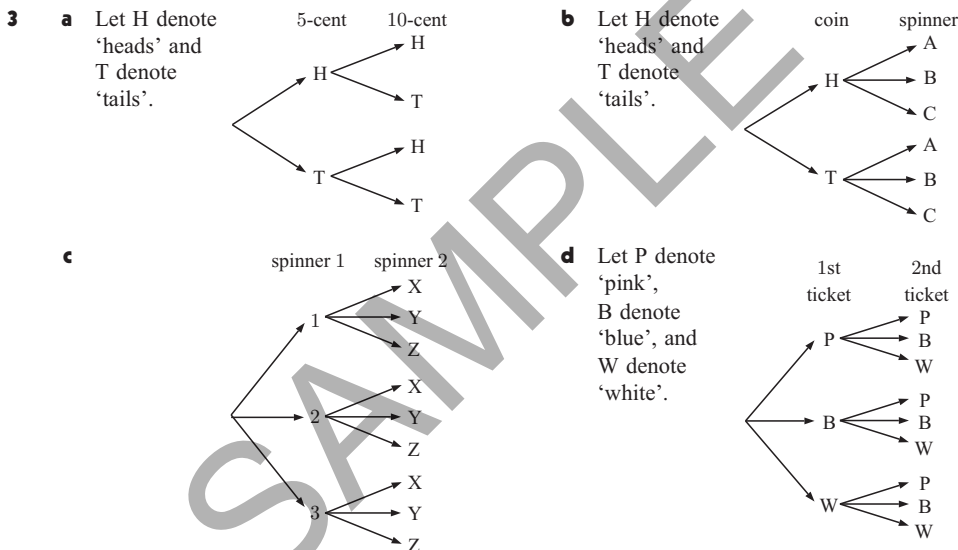 3 a Let H denote
'heads' and
T denote
'tails'.
5-cent 10-cent
H
H
T
H
T
T
b Let H denote
'heads' and
T denote
'tails'.
coin spinner
A
H B
C
A
T B
C
c
spinner 1 spinner 2
X
1 Y
Z
X
2 Y
Z
X
3 Y
Z
d Let P denote
'pink',
B denote
'blue', and
W denote
'white'.
1st 2nd
ticket ticket
P
P B
W
P
B B
W
P
W B
W
SAMPLE